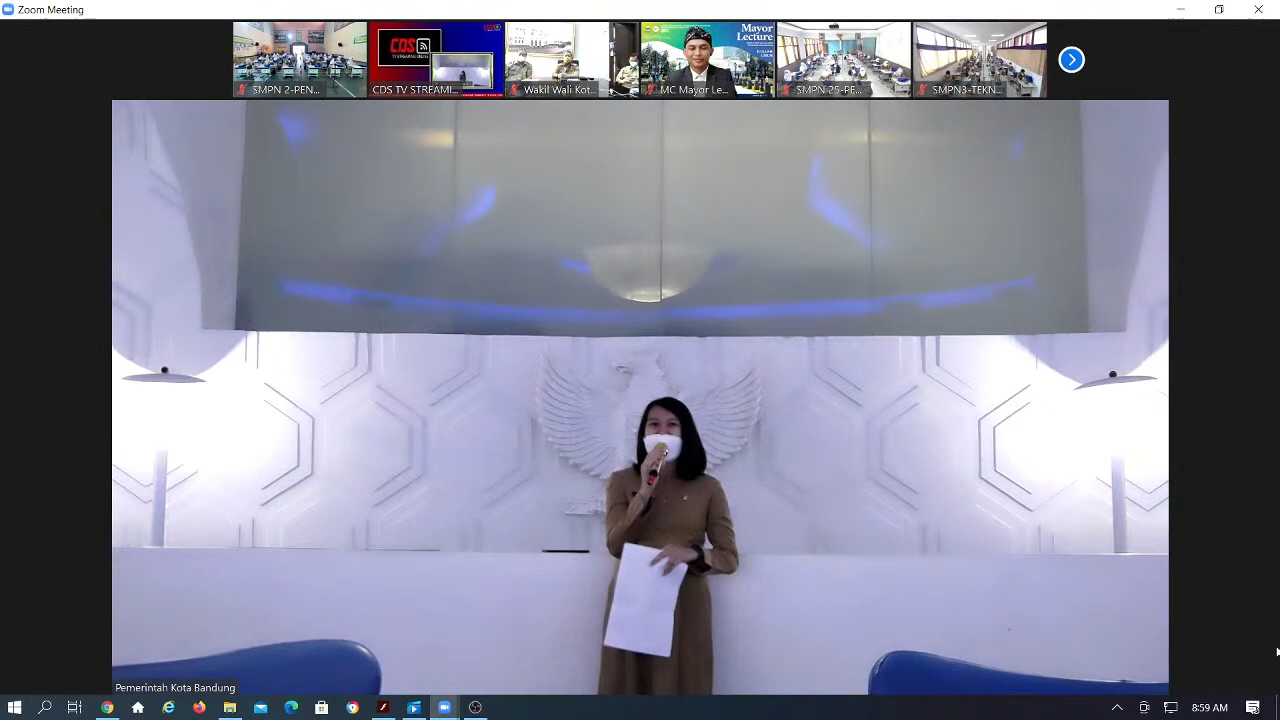 Zoom Meeting
SMPN 2-PEN...
CDS
CDS TV STREAMI...
Wakil Wali Kot...
Mayor
Lecture
MC Mayor Le...
SMPN 25-PE...
SMPN3-TEKN...
Pemerintah Kota Bandung
8:59 AM